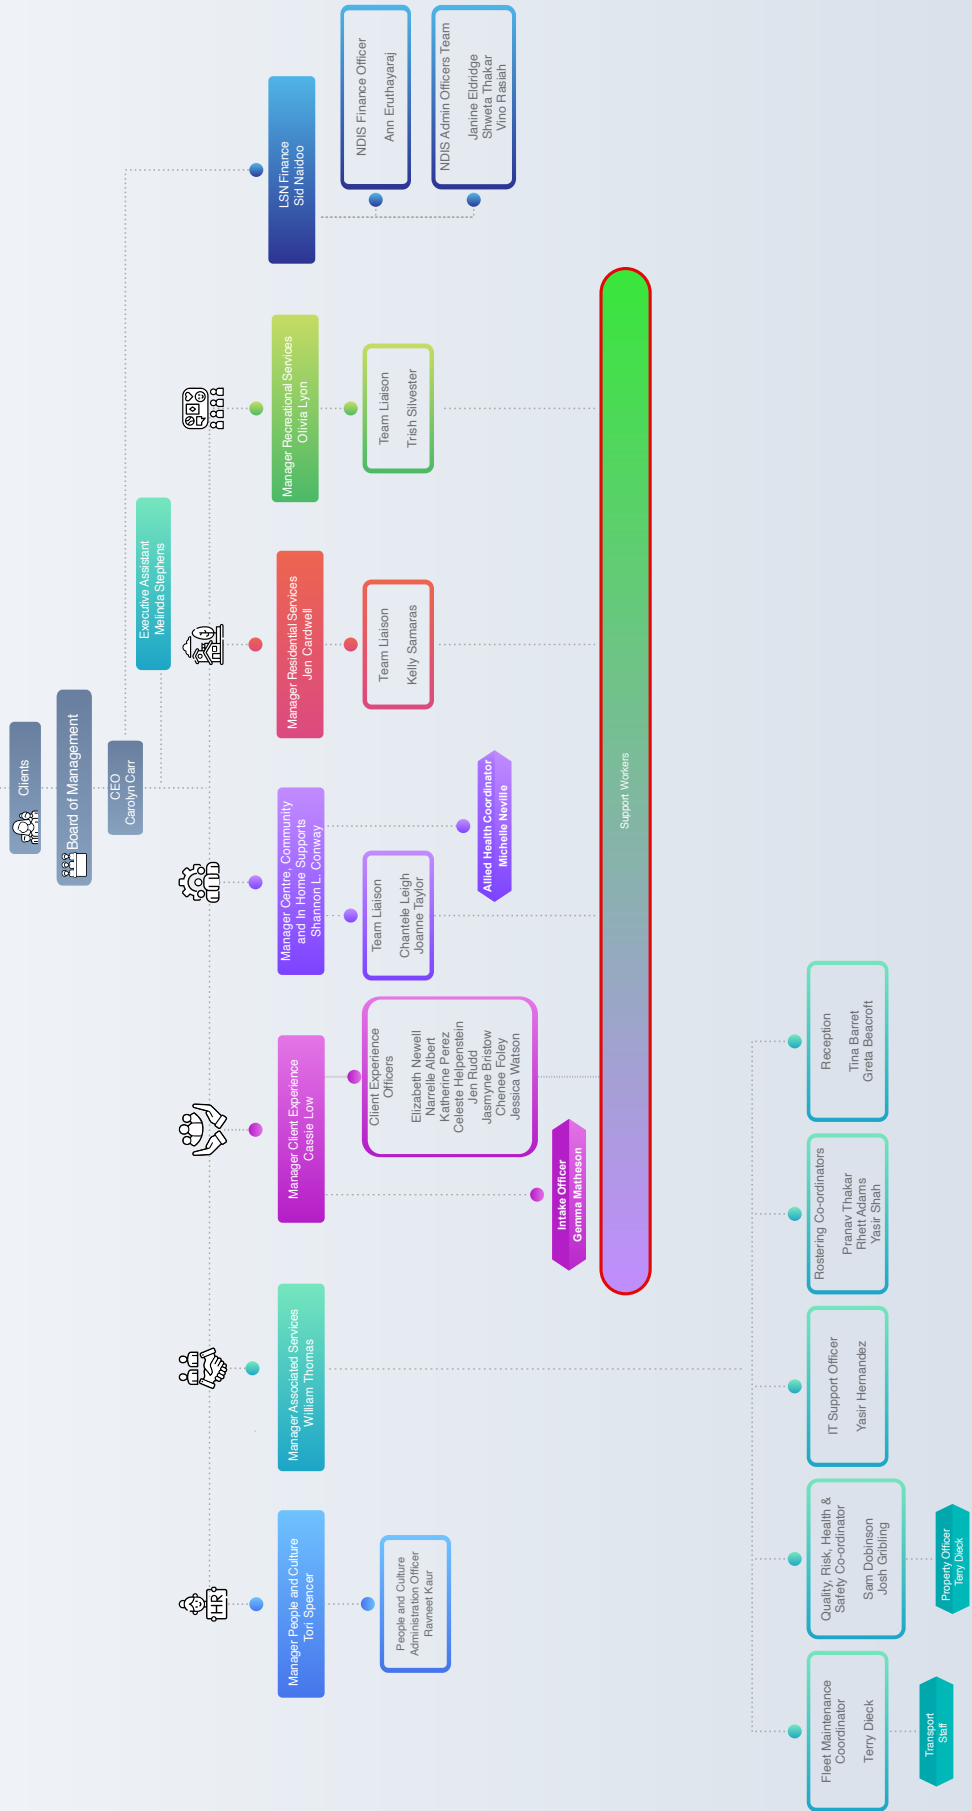 Clients
Board of Management
CEO
Carolyn Carr
Executive Assistant
Melinda Stephens
HR
Manager People and Culture
Tori Spencer
People and Culture
Administration Officer
Ravneet Kaur
Manager Associated Services
William Thomas
Manager Client Experience
Cassie Low
Client Experience
Officers
Elizabeth Newell
Narrelle Albert
Katherine Perez
Celeste Helpenstein
Jen Rudd
Jasmyne Bristow
Chenee Foley
Jessica Watson
Intake Officer
Gemma Matheson
Manager Centre, Community
and In Home Supports
Shannon L. Conway
Team Liaison
Chantele Leigh
Joanne Taylor
Allied Health Coordinator
Michelle Neville
Manager Residential Services
Jen Cardwell
Team Liaison
Kelly Samaras
Manager Recreational Services
Olivia Lyon
Team Liaison
Trish Silvester
LSN Finance
Sid Naidoo
NDIS Finance Officer
Ann Eruthayaraj
NDIS Admin Officers Team
Janine Eldridge
Shweta Thakar
Vino Rasiah
Support Workers
Fleet Maintenance
Coordinator
Terry Dieck
Transport
Staff
Quality, Risk, Health &
Safety Co-ordinator
Sam Dobinson
Josh Gribling
Property Officer
Terry Dieck
IT Support Officer
Yasir Hernandez
Rostering Co-ordinators
Pranav Thakar
Rhett Adams
Yasir Shah
Reception
Tina Barret
Greta Beacroft